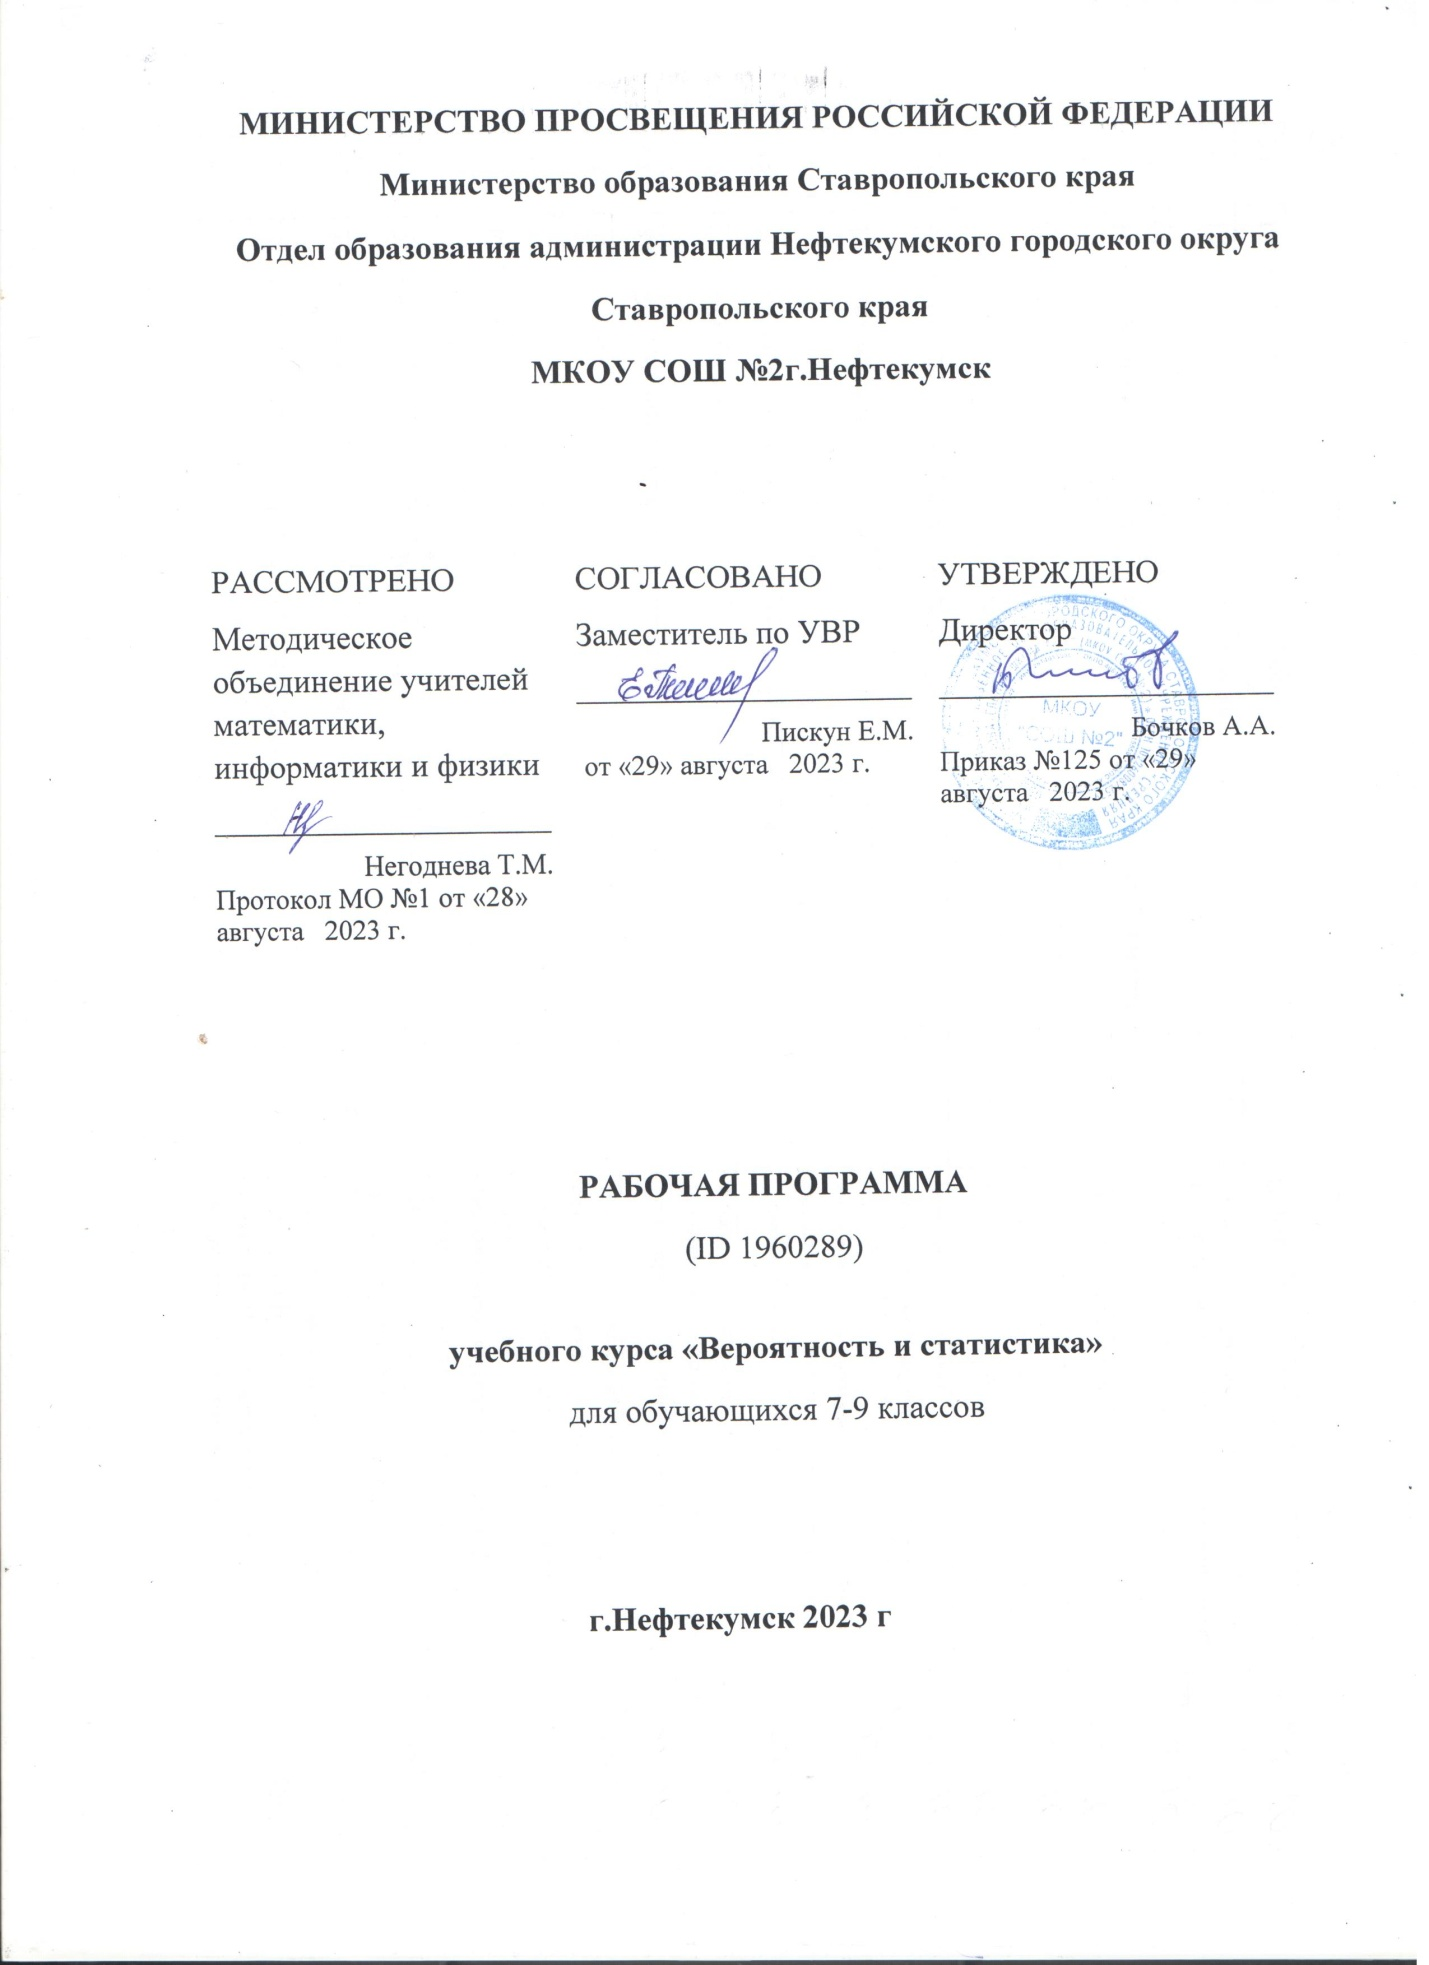 МИНИСТЕРСТВО ПРОСВЕЩЕНИЯ РОССИЙСКОЙ ФЕДЕРАЦИИ
Министерство образования Ставропольского края
Отдел образования администрации Нефтекумского городского округа
Ставропольского края
МКОУ СОШ №2г.Нефтекумск
РАССМОТРЕНО
Методическое
объединение учителей
математики,
информатики и физики
Негоднева Т.М.
Протокол МО №1 от «28»
августа 2023 г.
СОГЛАСОВАНО
Заместитель по УВР
Пискун Е.М.
от «29» августа 2023 г.
УТВЕРЖДЕНО
Директор
МКОУ
"СОШ №2"
Бочков А.А.
Приказ №125 от «29»
августа 2023 г.
РАБОЧАЯ ПРОГРАММА
(ID 1960289)
учебного курса «Вероятность и статистика»
для обучающихся 7-9 классов
г.Нефтекумск 2023 г